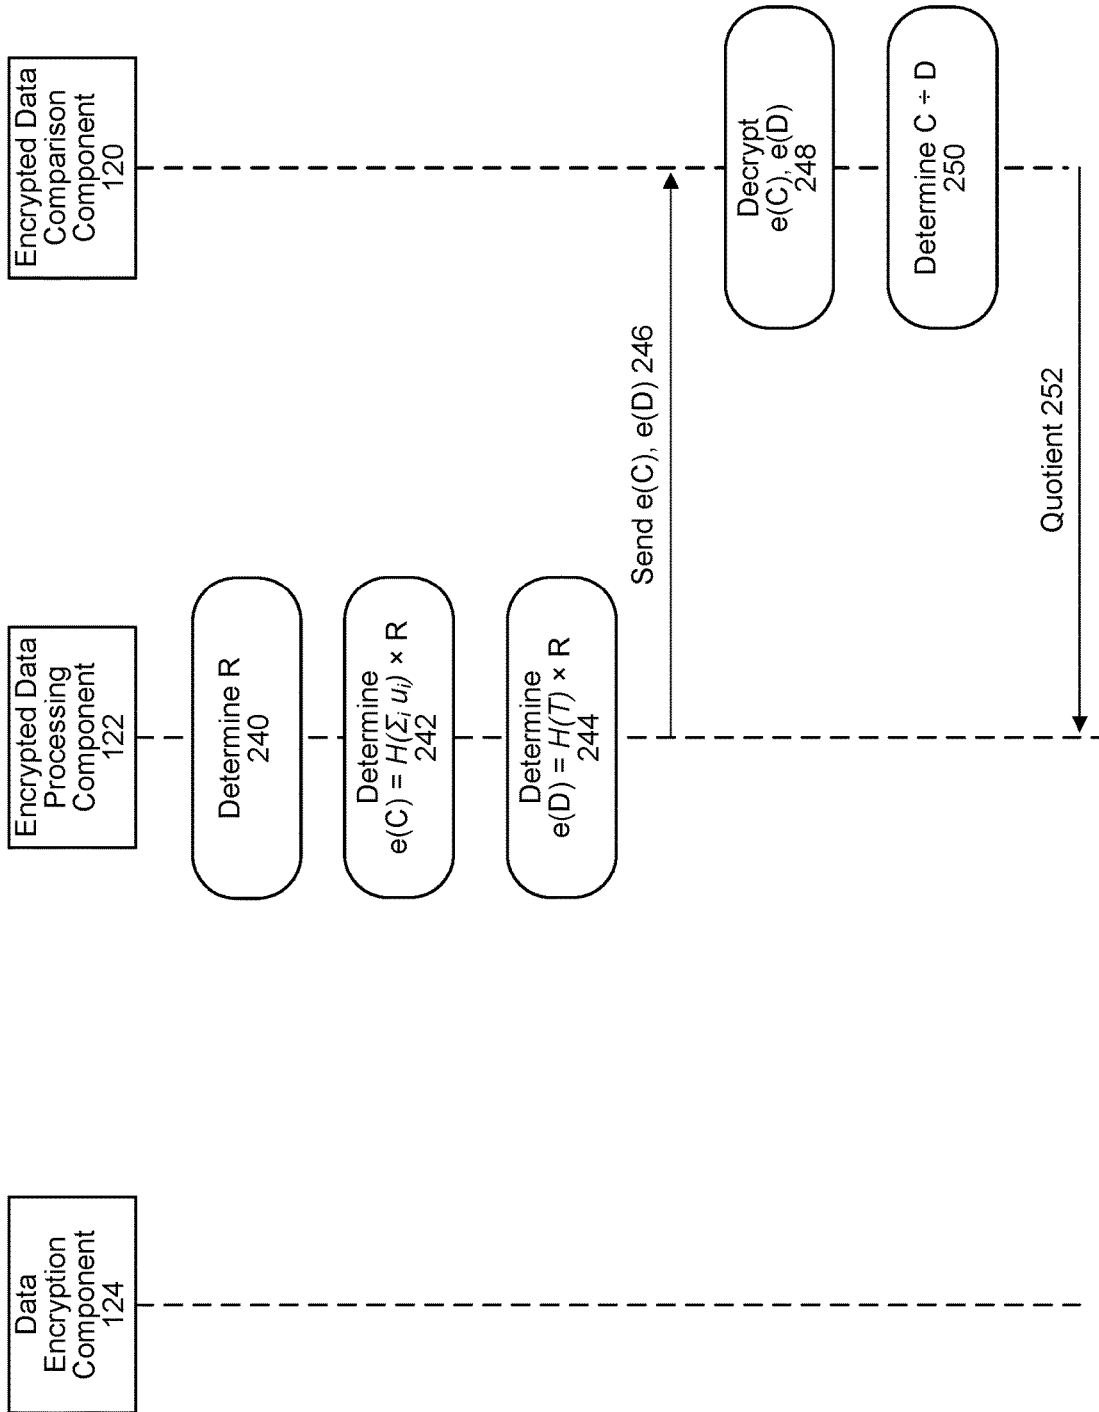 Data
Encryption
Component
124
Encrypted Data
Processing
Component
122
Encrypted Data
Comparison
Component
120
Determine R
240
Determine
e(C) = H(Σᵢ uᵢ) × R
242
Determine
e(D) = H(T) × R
244
Send e(C), e(D) 246
Decrypt
e(C), e(D)
248
Determine C ÷ D
250
Quotient 252